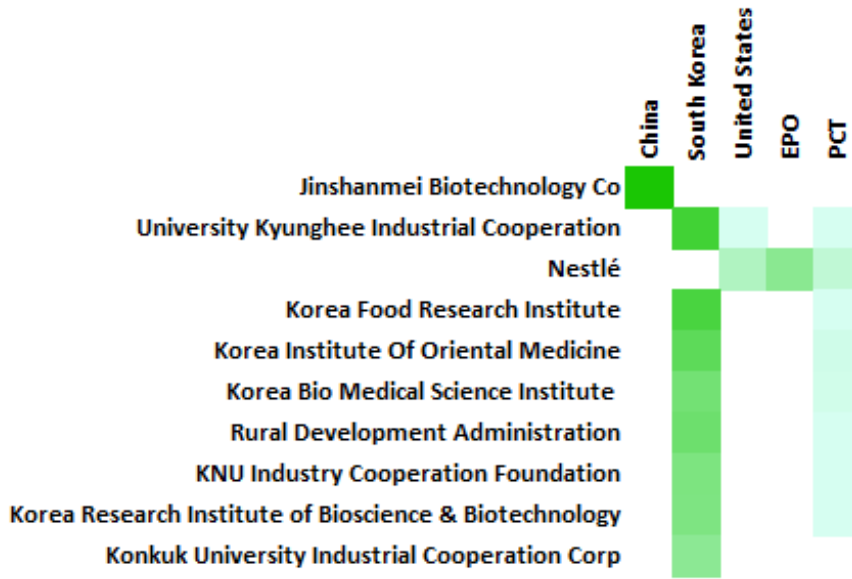 China
South Korea
United States
EPO
PCT
Jinshanmei Biotechnology Co
University Kyunghee Industrial Cooperation
Nestlé
Korea Food Research Institute
Korea Institute Of Oriental Medicine
Korea Bio Medical Science Institute
Rural Development Administration
KNU Industry Cooperation Foundation
Korea Research Institute of Bioscience & Biotechnology
Konkuk University Industrial Cooperation Corp